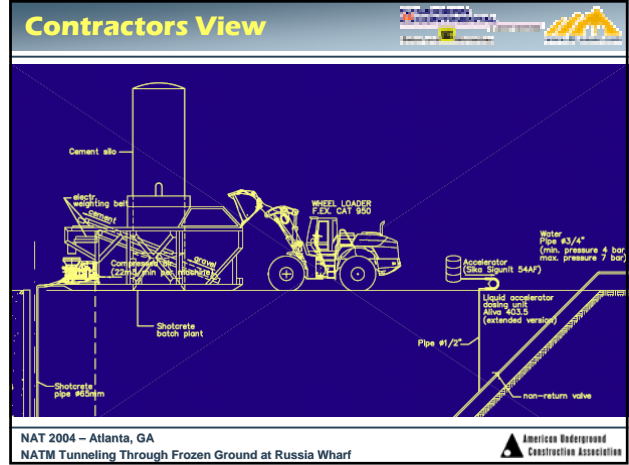 Contractors View
Cement silo
electr.
weighting belt
cement
gravel
Compressed air
(22m3/min per machine)
WHEEL LOADER
F.EX. CAT 950
Shotcrete
batch plant
Shotcrete
pipe ø65mm
Accelerator
(Sika Sigunit 54AF)
Water
Pipe ø3/4"
(min. pressure 4 bar
max. pressure 7 bar)
Liquid accelerator
dosing unit
Aliva 403.5
(extended version)
Pipe ø1/2"
non-return valve
NAT 2004 – Atlanta, GA
NATM Tunneling Through Frozen Ground at Russia Wharf
American Underground
Construction Association